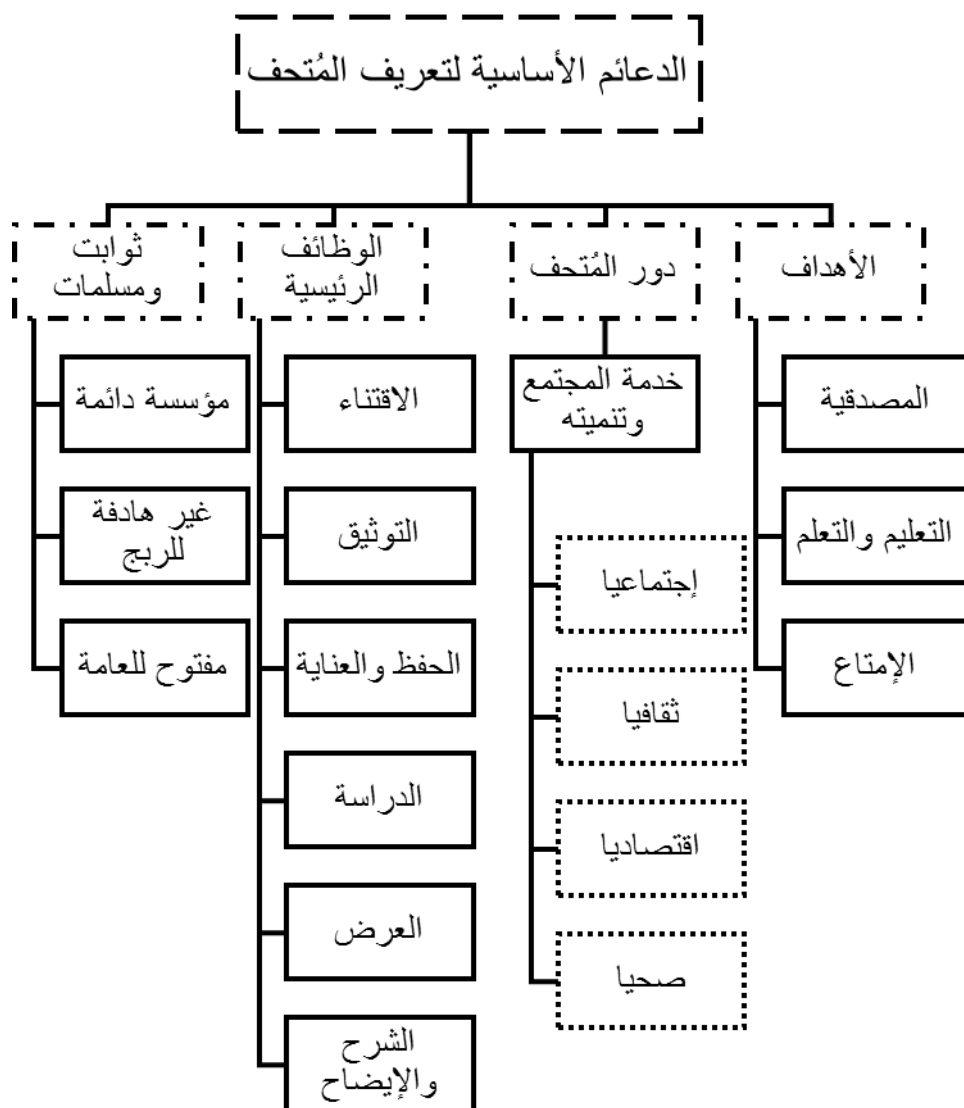 الدعائم الأساسية لتعريف المُتحف
الأهداف
المصدقية
التعليم والتعلم
الإمتاع
دور المُتحف
خدمة المجتمع
وتنميته
إجتماعيا
ثقافيا
اقتصاديا
صحيا
الوظائف
الرئيسية
الاقتناء
التوثيق
الحفظ والعناية
الدراسة
العرض
الشرح
والإيضاح
ثوابت
ومسلمات
مؤسسة دائمة
غير هادفة
للربح
مفتوح للعامة